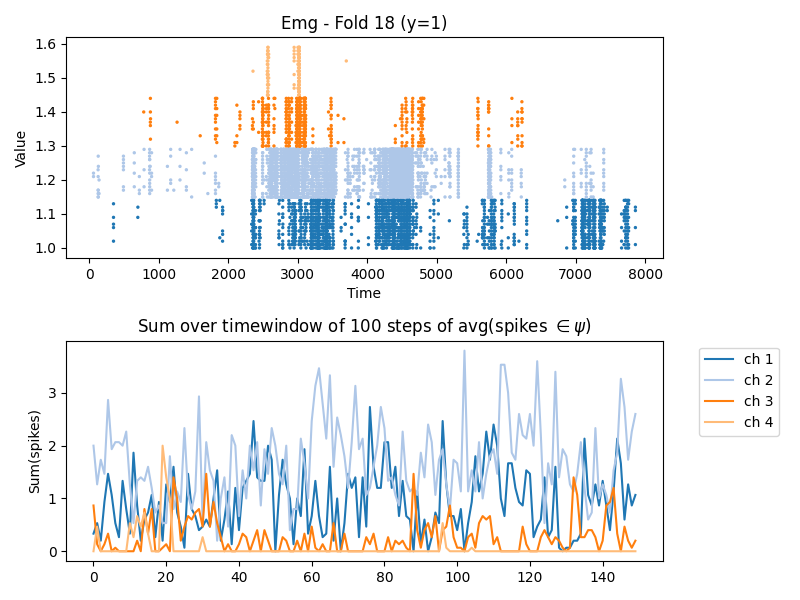 Emg - Fold 18 (y=1)
1.6
1.5
1.4
1.3
1.2
1.1
1.0
Value
0 1000 2000 3000 4000 5000 6000 7000 8000
Time
Sum over timewindow of 100 steps of avg(spikes ∈ ψ)
3
2
1
0
Sum(spikes)
0 20 40 60 80 100 120 140
ch 1
ch 2
ch 3
ch 4